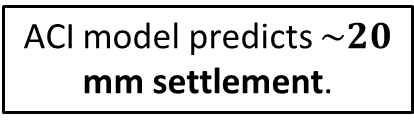 ACI model predicts ~20
mm settlement.